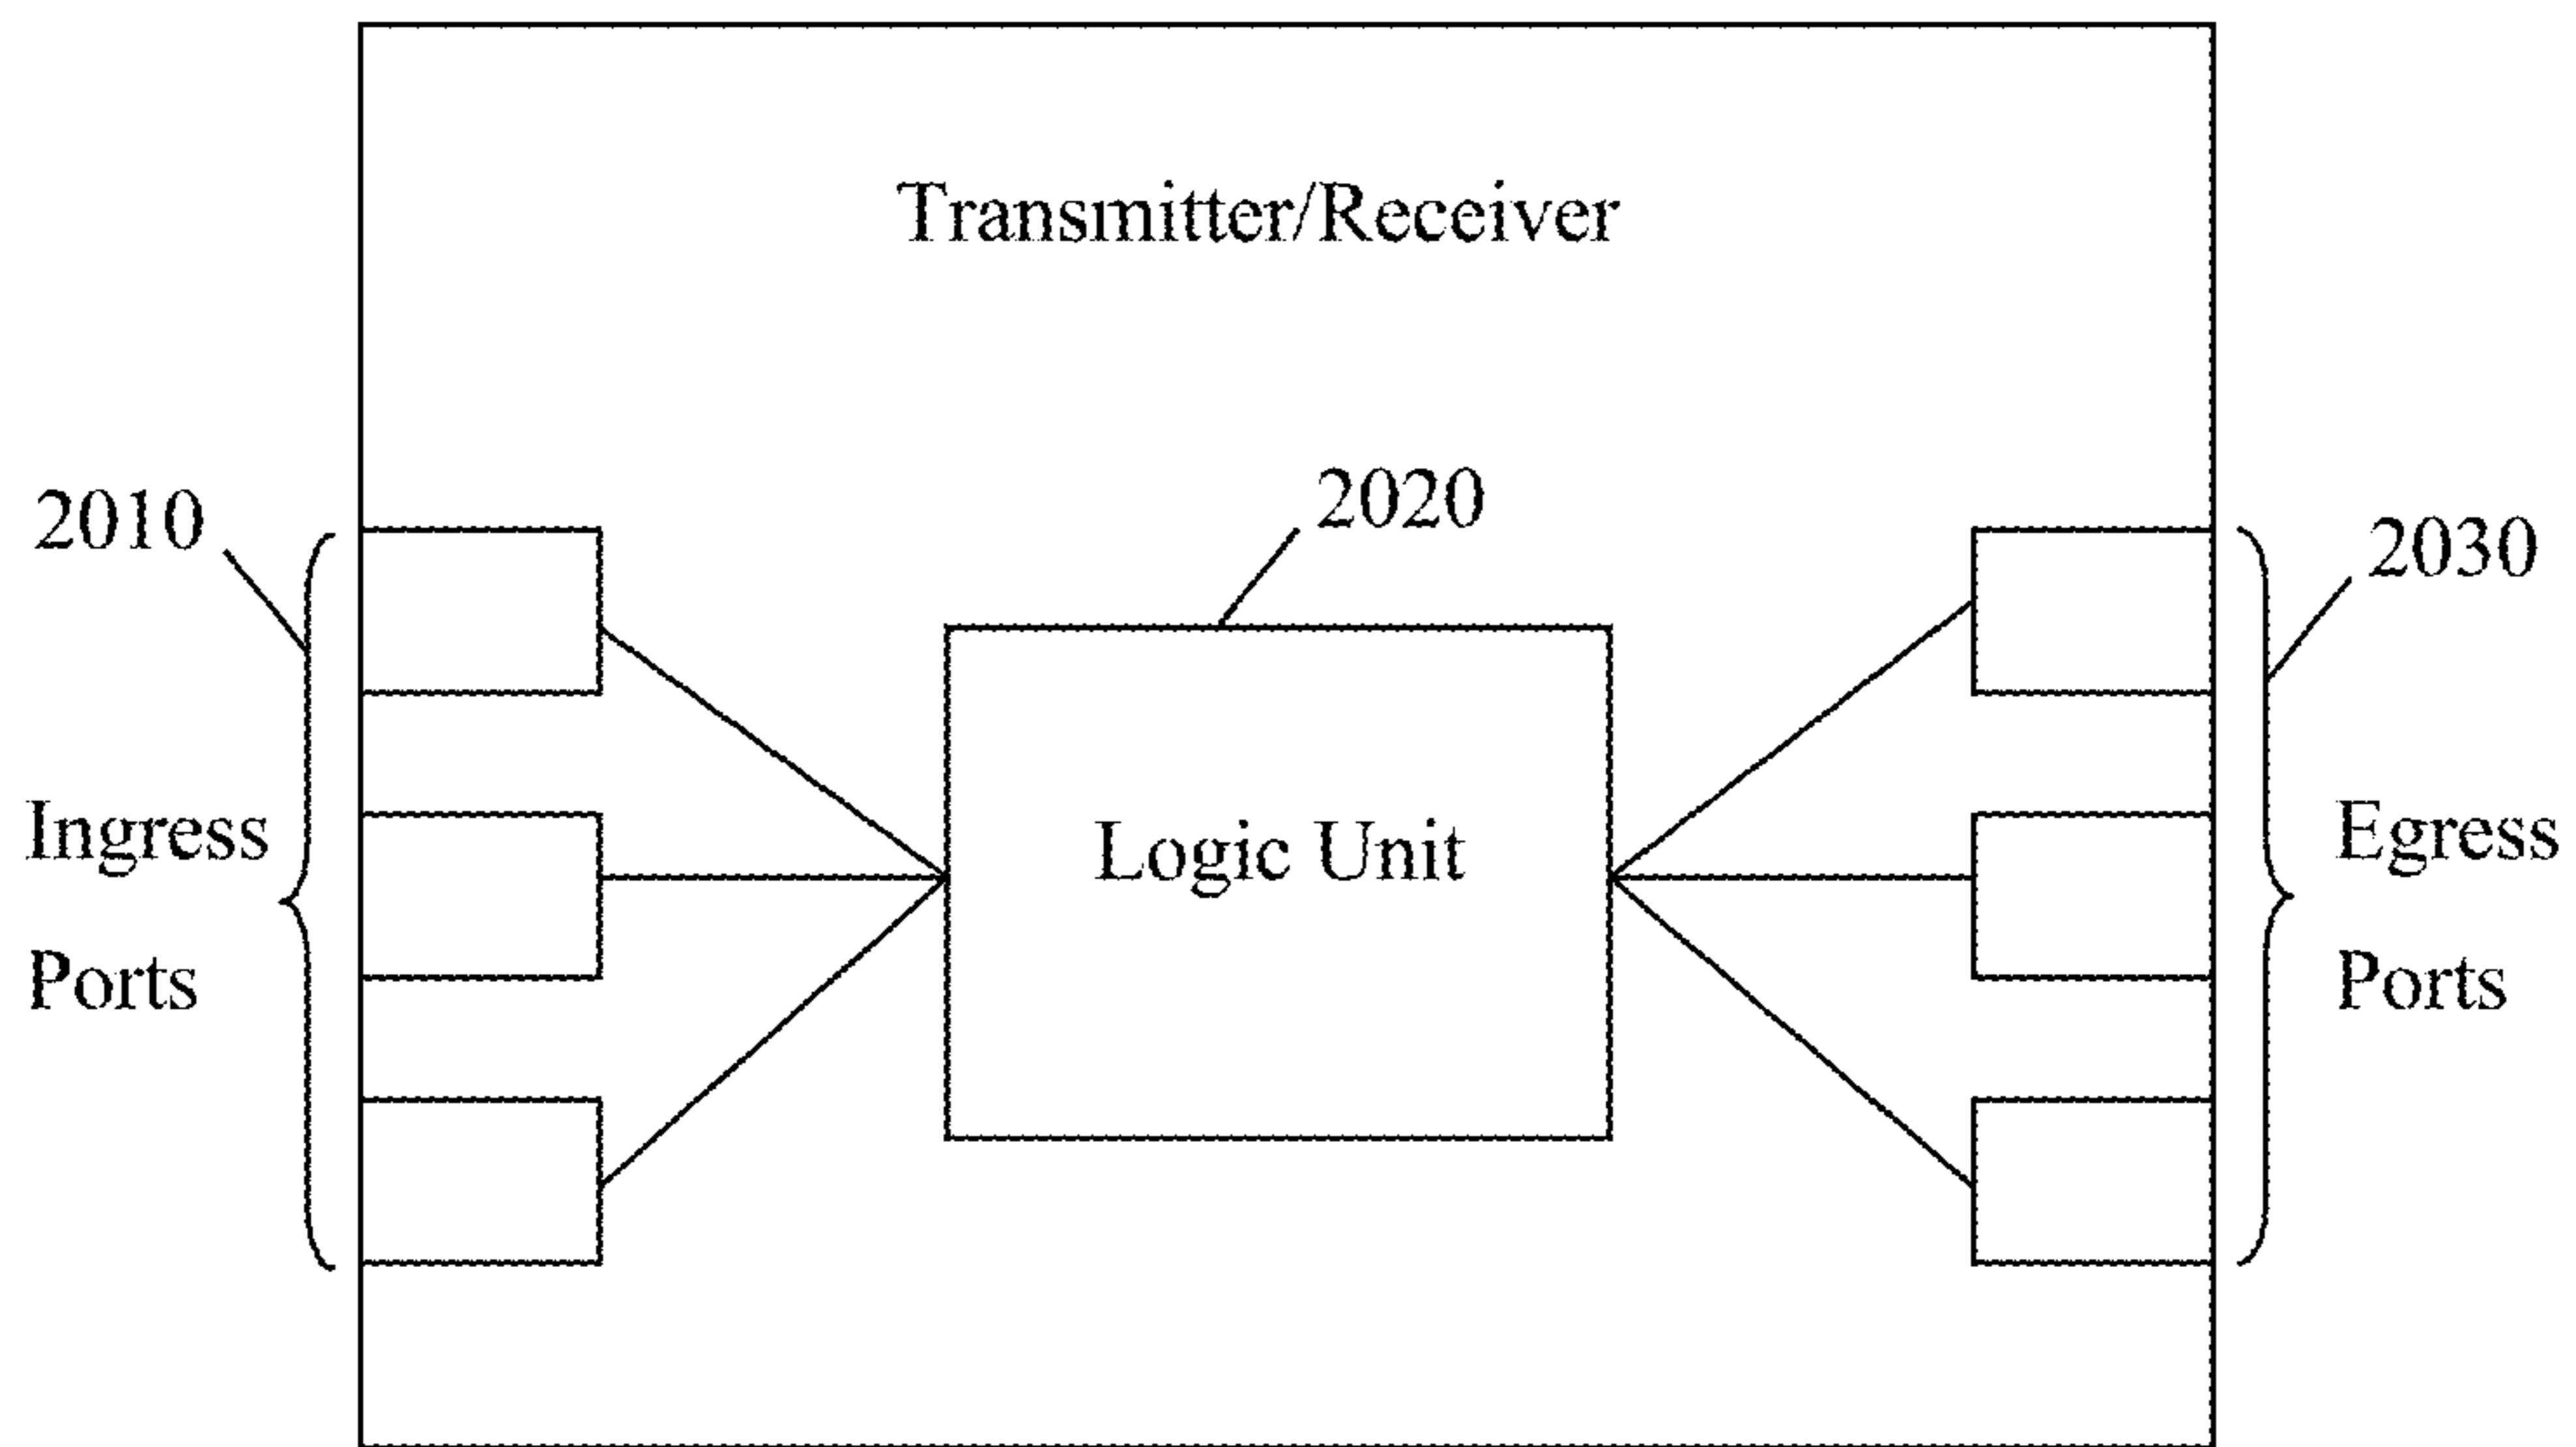 Transmitter/Receiver
2010
2020
2030
Ingress
Ports
Logic Unit
Egress
Ports